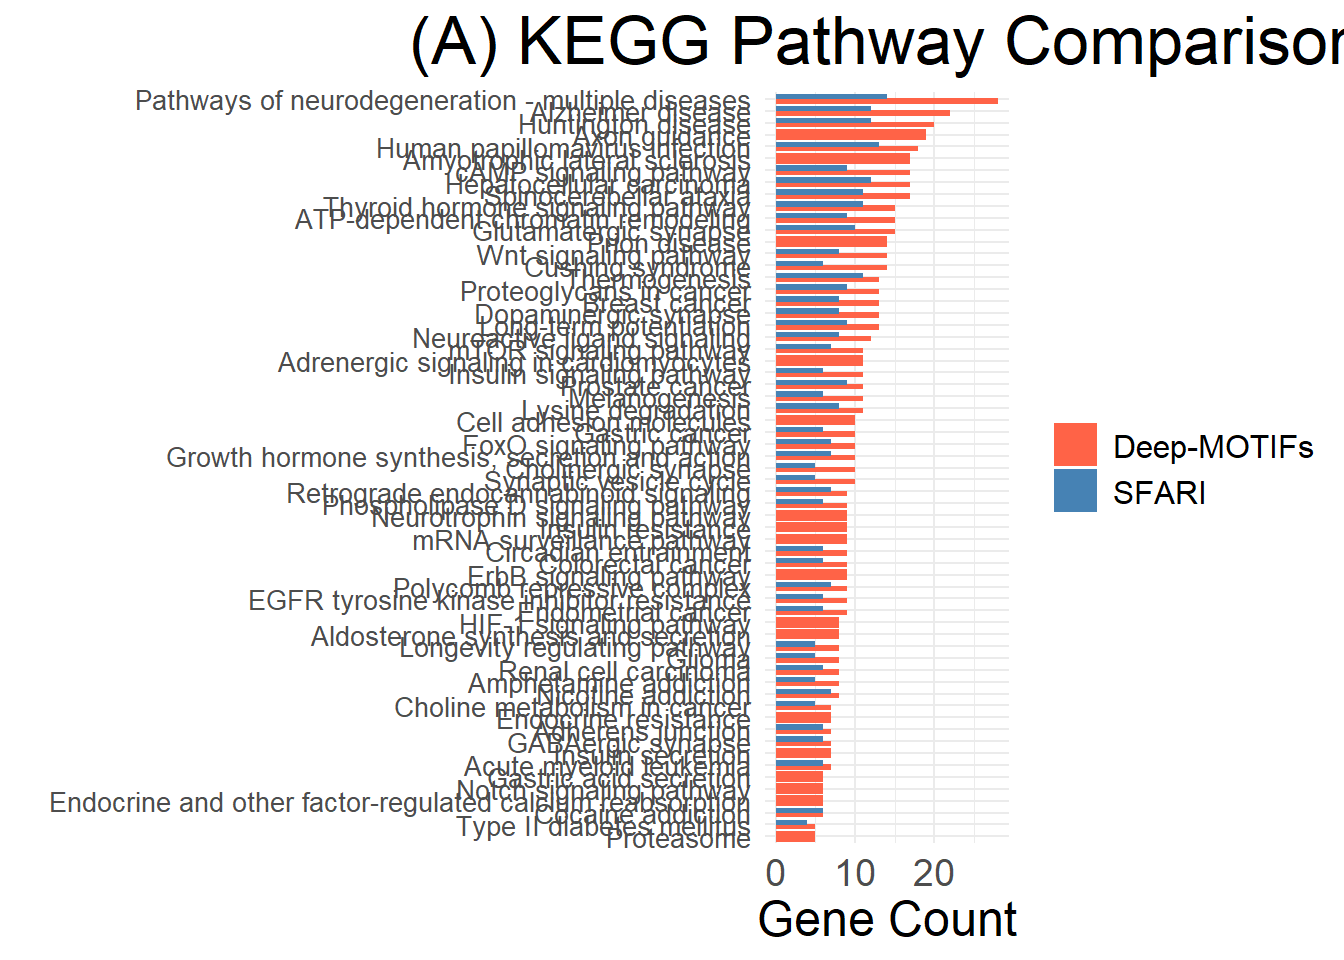 (A) KEGG Pathway Comparison
Pathways of neurodegeneration - multiple diseases
Alzheimer disease
Huntington disease
Axon guidance
Human papillomavirus infection
Amyotrophic lateral sclerosis
cAMP signaling pathway
Hepatocellular carcinoma
Spinocerebellar ataxia
Thyroid hormone signaling pathway
ATP-dependent chromatin remodeling
Glutamatergic synapse
Prion disease
Wnt signaling pathway
Cushing syndrome
Thermogenesis
Proteoglycans in cancer
Breast cancer
Dopaminergic synapse
Long-term potentiation
Neuroactive ligand signaling
mTOR signaling pathway
Adrenergic signaling in cardiomyocytes
Insulin signaling pathway
Prostate cancer
Melanogenesis
Lysine degradation
Cell adhesion molecules
Gastric cancer
FoxO signaling pathway
Growth hormone synthesis, secretion and action
Cholinergic synapse
Synaptic vesicle cycle
Retrograde endocannabinoid signaling
Phospholipase D signaling pathway
Neurotrophin signaling pathway
Insulin resistance
mRNA surveillance pathway
Circadian entrainment
Colorectal cancer
ErbB signaling pathway
Polycomb repressive complex
EGFR tyrosine kinase inhibitor resistance
Endometrial cancer
HIF-1 signaling pathway
Aldosterone synthesis and secretion
Longevity regulating pathway
Glioma
Renal cell carcinoma
Amphetamine addiction
Nicotine addiction
Choline metabolism in cancer
Endocrine resistance
Adherens junction
GABAergic synapse
Insulin secretion
Acute myeloid leukemia
Gastric acid secretion
Notch signaling pathway
Endocrine and other factor-regulated calcium reabsorption
Cocaine addiction
Type II diabetes mellitus
Proteasome
0 10 20
Gene Count
Deep-MOTIFs
SFARI